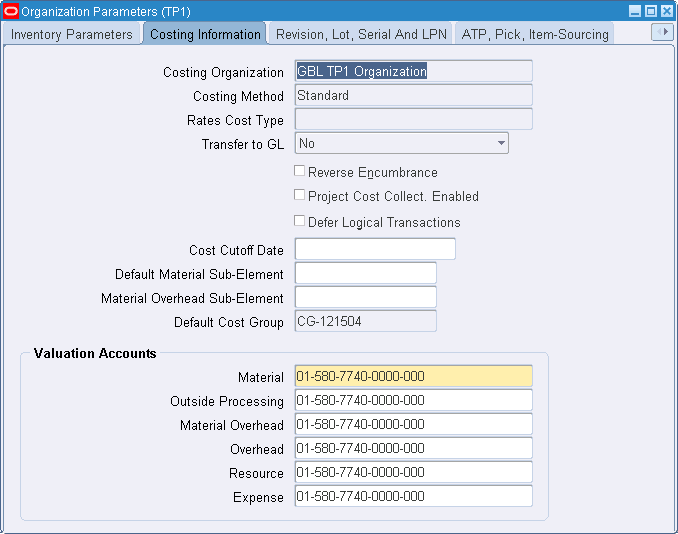 Organization Parameters (TP1)
Inventory Parameters Costing Information Revision, Lot, Serial And LPN ATP, Pick, Item-Sourcing
Costing Organization GBL TP1 Organization
Costing Method Standard
Rates Cost Type
Transfer to GL No
Reverse Encumbrance
Project Cost Collect. Enabled
Defer Logical Transactions
Cost Cutoff Date
Default Material Sub-Element
Material Overhead Sub-Element
Default Cost Group CG-121504
Valuation Accounts
Material 01-580-7740-0000-000
Outside Processing 01-580-7740-0000-000
Material Overhead 01-580-7740-0000-000
Overhead 01-580-7740-0000-000
Resource 01-580-7740-0000-000
Expense 01-580-7740-0000-000